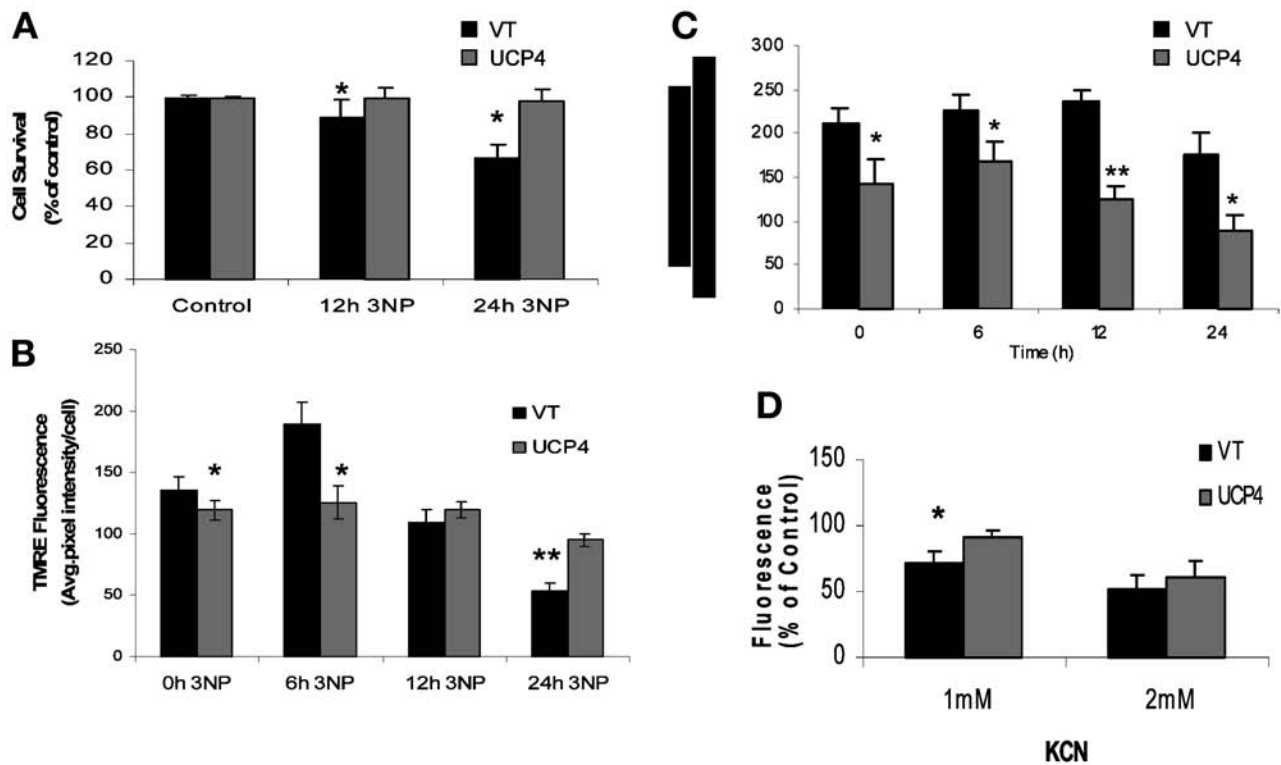 A
VT
UCP4
Cell Survival
(% of control)
120
100
80
60
40
20
0
*
*
Control
12h 3NP
24h 3NP
B
TMRE Fluorescence
(Avg.pixel intensity/cell)
250
200
150
100
50
0
VT
UCP4
*
*
**
0h 3NP
6h 3NP
12h 3NP
24h 3NP
C
VT
UCP4
300
250
200
150
100
50
0
*
*
**
*
0
6
12
24
Time (h)
D
VT
UCP4
Fluorescence
(% of Control)
150
100
50
0
*
1mM
2mM
KCN